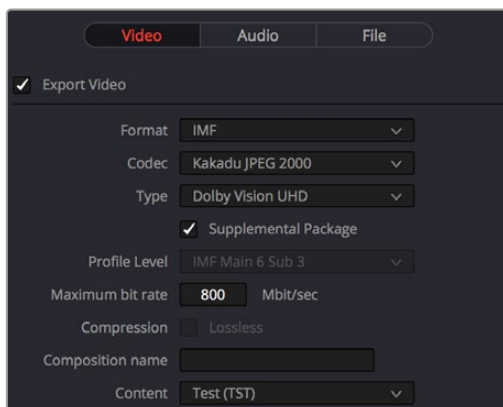 Video Audio File
Export Video
Format IMF
Codec Kakadu JPEG 2000
Type Dolby Vision UHD
Supplemental Package
Profile Level IMF Main 6 Sub 3
Maximum bit rate 800 Mbit/sec
Compression Lossless
Composition name
Content Test (TST)